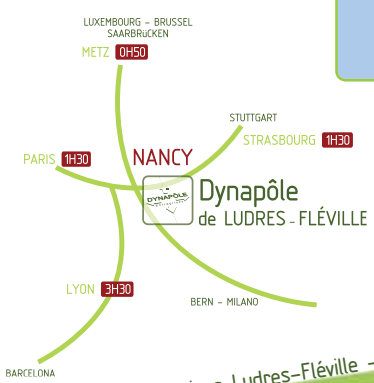 LUXEMBOURG - BRUSSEL
SAARBRüCKEN
METZ 0H50
STUTTGART
STRASBOURG 1H30
PARIS 1H30
NANCY
DYNAPÔLE
Dynapôle
de LUDRES - FLÉVILLE
LYON 3H30
BERN - MILANO
BARCELONA
Ludres-Fléville -